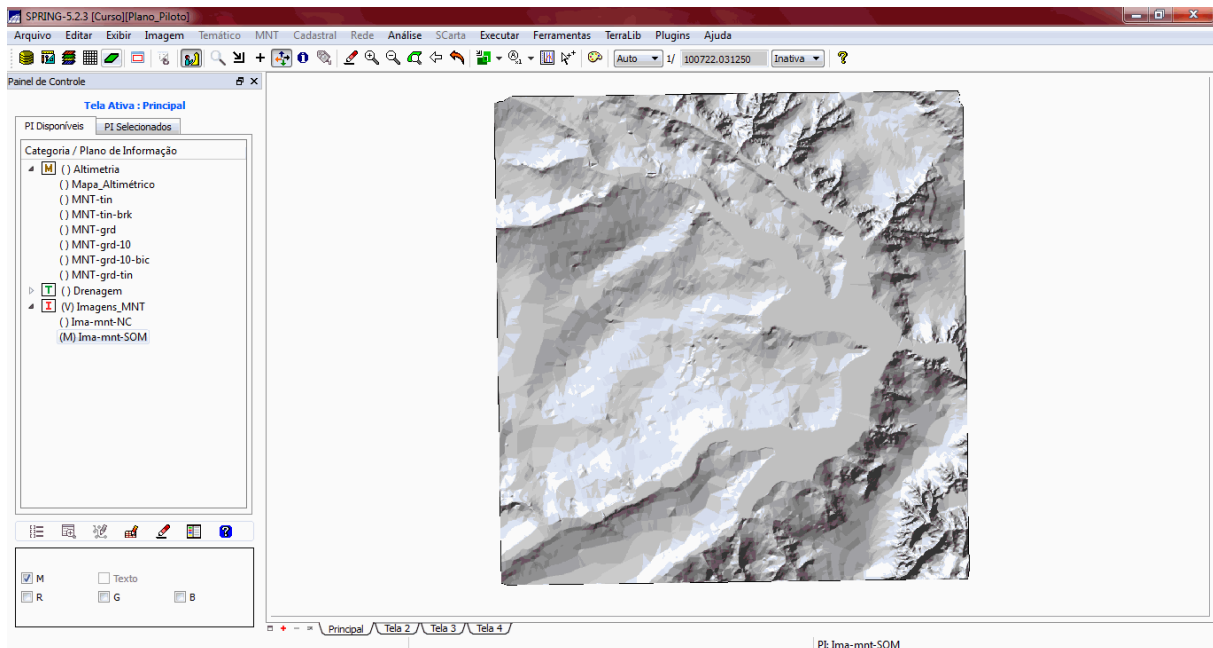 SPRING-5.2.3 [Curso][Plano_Piloto]
Arquivo Editar Exibir Imagem Temático MNT Cadastral Rede Análise SCarta Executar Ferramentas TerraLib Plugins Ajuda
Auto 1/ 100722.031250 Inativa
Painel de Controle
Tela Ativa : Principal
PI Disponíveis PI Selecionados
Categoria / Plano de Informação
M () Altimetria
() Mapa_Altimétrico
() MNT-tin
() MNT-tin-brk
() MNT-grd
() MNT-grd-10
() MNT-grd-10-bic
() MNT-grd-tin
T () Drenagem
I (V) Imagens_MNT
() Ima-mnt-NC
(M) Ima-mnt-SOM
M Texto
R G B
Principal Tela 2 Tela 3 Tela 4
PI: Ima-mnt-SOM